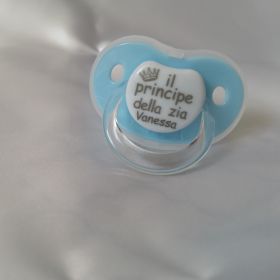 il
principe
della zia
Vanessa